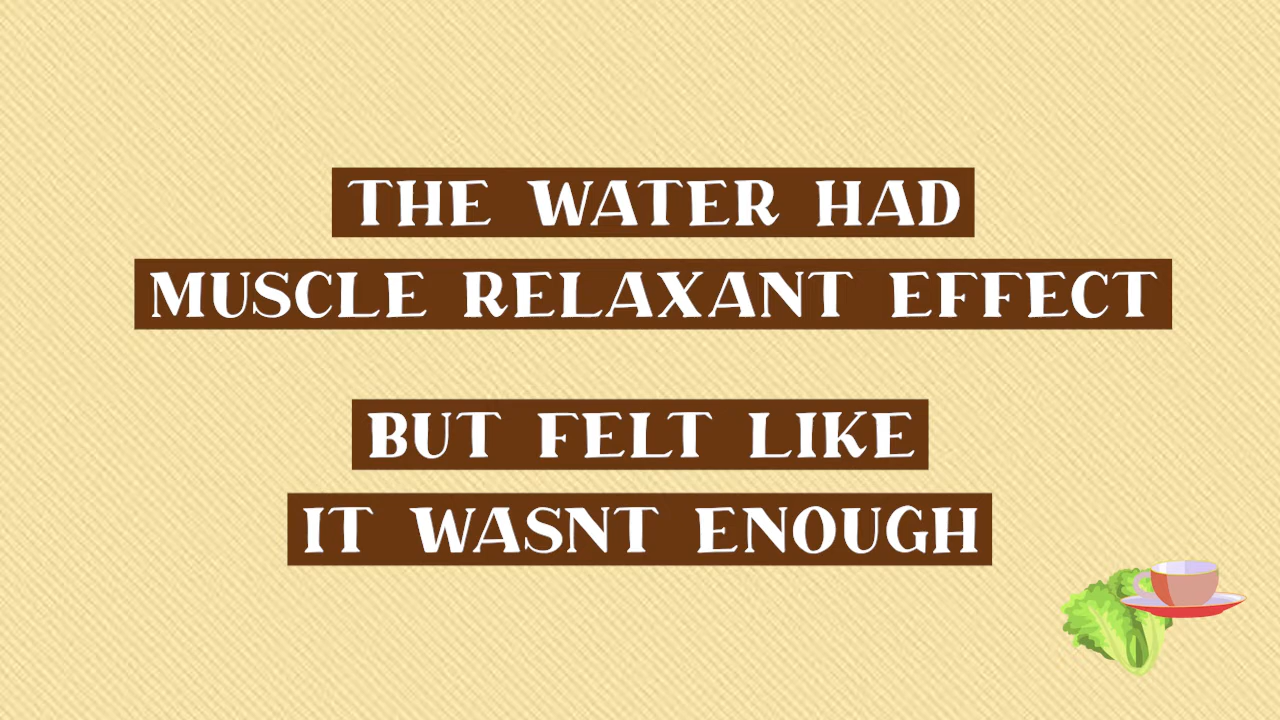 THE WATER HAD
MUSCLE RELAXANT EFFECT
BUT FELT LIKE
IT WASNT ENOUGH